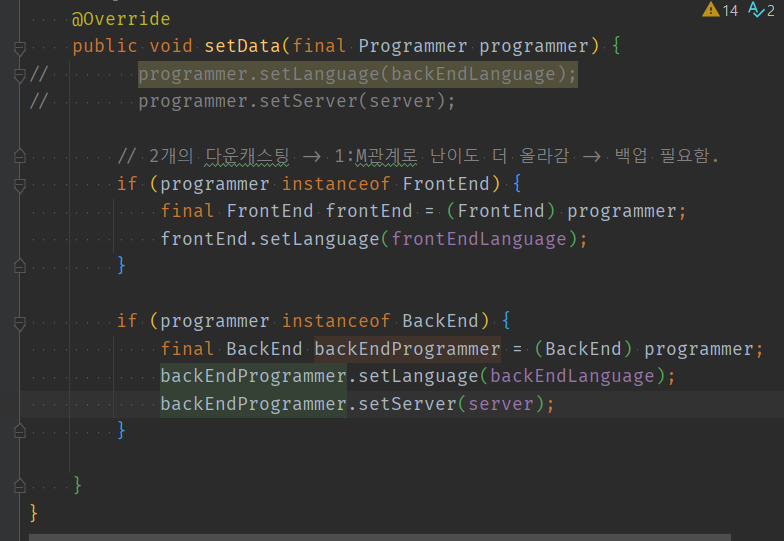 14 2
@Override
public void setData(final Programmer programmer) {
// programmer.setLanguage(backEndLanguage);
// programmer.setServer(server);
// 2개의 다운캐스팅 -> 1:M관계로 난이도 더 올라감 -> 백업 필요함.
if (programmer instanceof FrontEnd) {
final FrontEnd frontEnd = (FrontEnd) programmer;
frontEnd.setLanguage(frontEndLanguage);
}
if (programmer instanceof BackEnd) {
final BackEnd backEndProgrammer = (BackEnd) programmer;
backEndProgrammer.setLanguage(backEndLanguage);
backEndProgrammer.setServer(server);
}
}
}